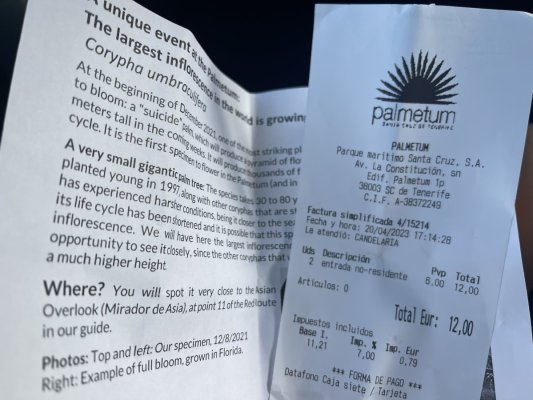 A unique event at the Palmetum:
The largest inflorescence in the world is growing
Corypha umbraculifera
At the beginning of December 2021, one of the most striking pl
to bloom: a "suicide" palm, which will produce a pyramid of flo
meters tall in the coming weeks. It will produce thousands of f
cycle. It is the first specimen to flower in the Palmetum (and in
A very small gigantic palm tree: The species takes 30 to 80 y
planted young in 1997, along with other coryphas that are st
has experienced harsher conditions, being it closer to the sea
its life cycle has been shortened and it is possible that this sp
inflorescence. We will have here the largest inflorescenc
opportunity to see it closely, since the other coryphas that w
a much higher height
Where? You will spot it very close to the Asian
Overlook (Mirador de Asia), at point 11 of the Red route
in our guide.
Photos: Top and left: Our specimen, 12/8/2021
Right: Example of full bloom, grown in Florida.
palmetum
SANTA CRUZ DE TENERIFE
PALMETUM
Parque marítimo Santa Cruz, S.A.
Av. La Constitución, sn
Edif. Palmetum 1p
38003 SC de Tenerife
C.I.F. A-38372249
Factura simplificada 4/15214
Fecha y hora: 20/04/2023 17:14:28
Le atendió: CANDELARIA
Uds Descripción Pvp Total
2 entrada no-residente 6,00 12,00
Artículos: 0
Total Eur: 12,00
Impuestos incluidos
Base I. Imp. % Imp. Eur
11,21 7,00 0,79
*** FORMA DE PAGO ***
Datafono Caja siete / Tarjeta